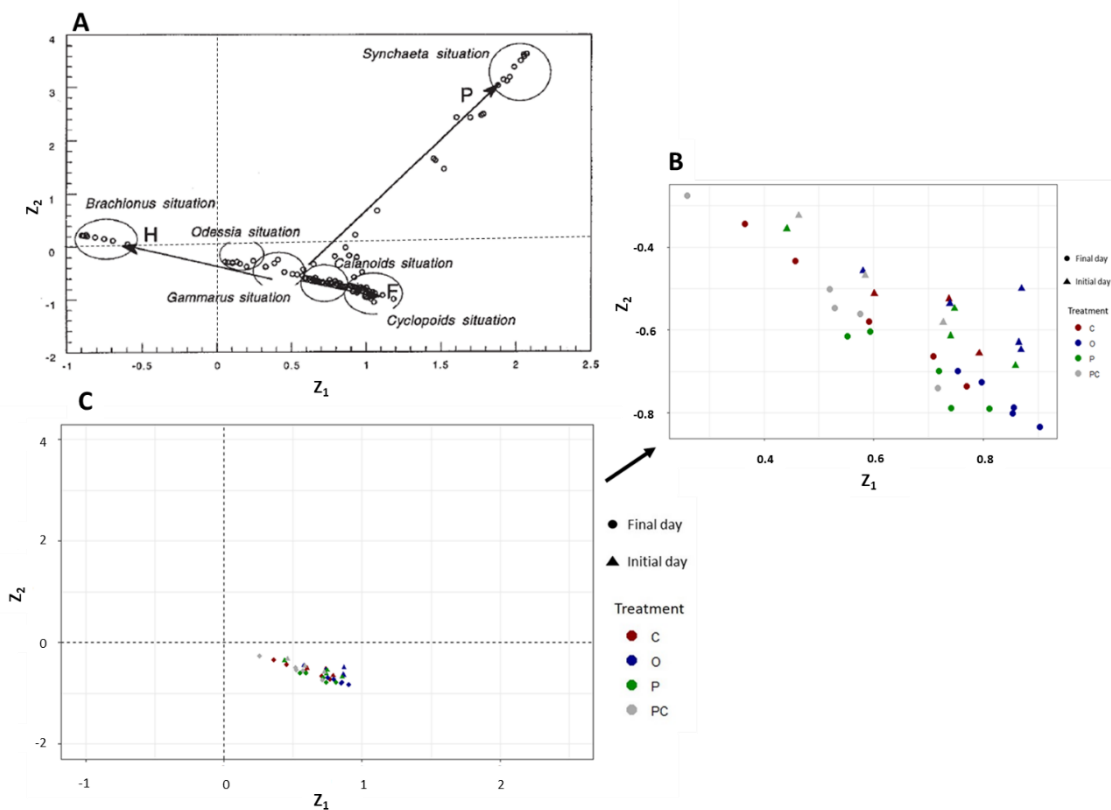 A
4
3
2
1
0
-1
-2
Z2
Synchaeta situation
P
Brachionus situation
H
Odessia situation
Calanoids situation
Gammarus situation
F
Cyclopoids situation
-1
-0.5
0
0.5
1
1.5
2
2.5
Z1
B
-0.4
-0.6
-0.8
Z2
0.4
0.6
0.8
Z1
Final day
Initial day
Treatment
C
O
P
PC
C
4
2
0
-2
Z2
-1
0
1
2
Z1
Final day
Initial day
Treatment
C
O
P
PC